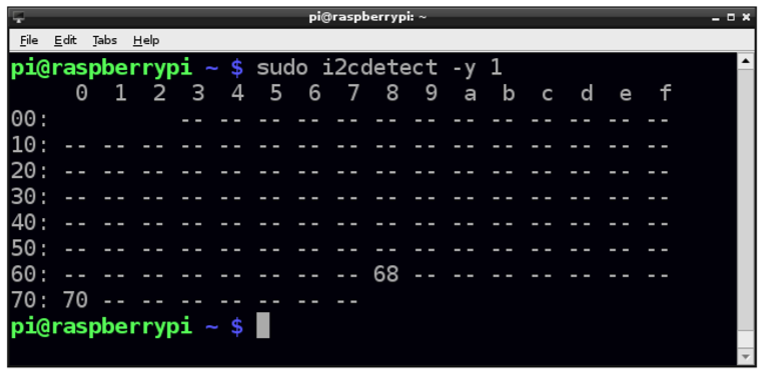 pi@raspberrypi: ~
File Edit Tabs Help
pi@raspberrypi ~ $ sudo i2cdetect -y 1
     0  1  2  3  4  5  6  7  8  9  a  b  c  d  e  f
00:          -- -- -- -- -- -- -- -- -- -- -- -- --
10: -- -- -- -- -- -- -- -- -- -- -- -- -- -- -- --
20: -- -- -- -- -- -- -- -- -- -- -- -- -- -- -- --
30: -- -- -- -- -- -- -- -- -- -- -- -- -- -- -- --
40: -- -- -- -- -- -- -- -- -- -- -- -- -- -- -- --
50: -- -- -- -- -- -- -- -- -- -- -- -- -- -- -- --
60: -- -- -- -- -- -- -- -- 68 -- -- -- -- -- -- --
70: 70 -- -- -- -- -- -- --
pi@raspberrypi ~ $